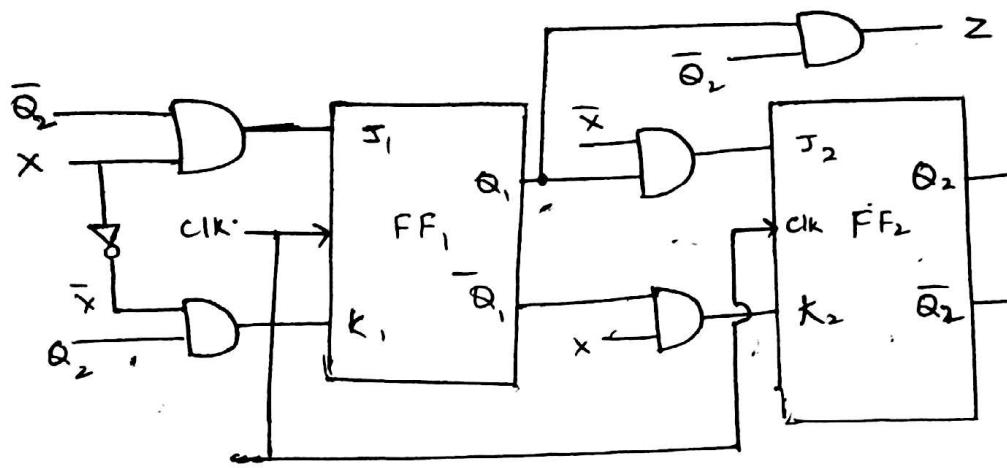 Z
Q̅₂
Q̅₂
X
J₁
X̅
J₂
Q₁
Q₂
Clk
FF₁
clk
FF₂
X̅
Q̅₁
K₁
X
K₂
Q̅₂
Q₂